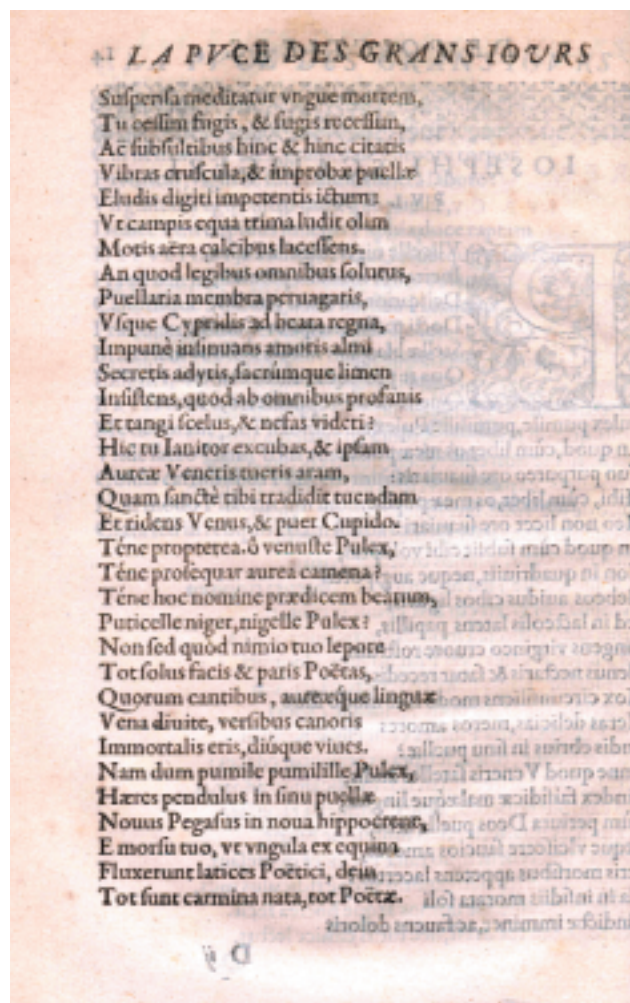 LA PVCE DES GRANS IOVRS
Suspensa meditatur vngue mortem,
Tu cessim fugis, & fugis recessim,
Ac subsultibus hinc & hinc citatis
Vibras cruscula, & improbæ puellæ
Eludis digiti impetentis ictum:
Vt campis equa trima ludit olim
Motis aëra calcibus lacessens.
An quod legibus omnibus solutus,
Puellaria membra peruagaris,
Vsque Cypridis ad beata regna,
Impunè insinuans amoris almi
Secretis adytis, sacrúmque limen
Insistens, quod ab omnibus profanis
Et tangi scelus, & nefas videri?
Hic tu Ianitor excubas, & ipsam
Aureæ Veneris tueris aram,
Quam sanctè tibi tradidit tuendam
Et ridens Venus, & puer Cupido.
Téne propterea. ô venuste Pulex,
Téne prosequar aurea camena?
Téne hoc nomine prædicem beatum,
Puticelle niger, nigelle Pulex?
Non sed quòd nimio tuo lepore
Tot solus facis & paris Poëtas,
Quorum cantibus, aureæque linguæ
Vena diuite, versibus canoris
Immortalis eris, diúque viues.
Nam dum pumile pumilille Pulex,
Hæres pendulus in sinu puellæ
Nouus Pegasus in noua hippocrene,
E morsu tuo, vt vngula ex equina
Fluxerunt latices Poëtici, dein
Tot sunt carmina nata, tot Poëtæ.